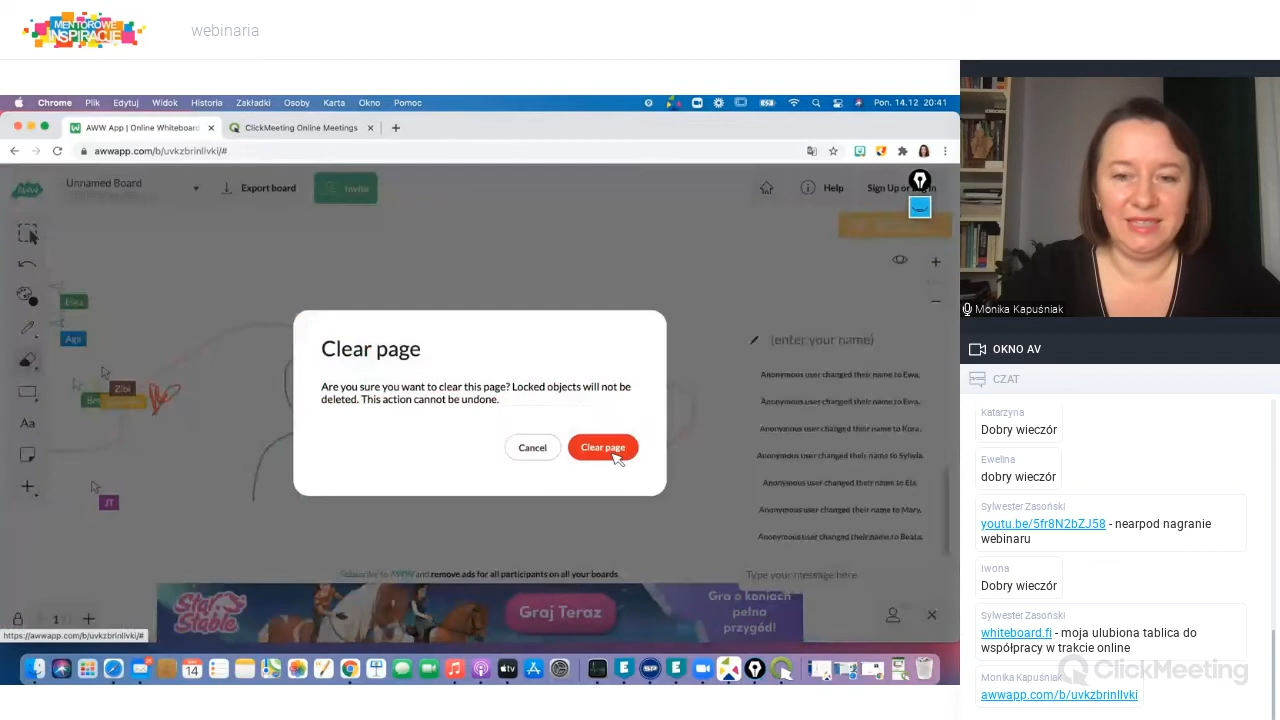 MENTOROWE
INSPIRACJE
webinaria
Chrome Plik Edytuj Widok Historia Zakładki Osoby Karta Okno Pomoc
Pon. 14.12 20:41
AWW App | Online Whiteboard
ClickMeeting Online Meetings
awwapp.com/b/uvkzbrinllvki/#
Unnamed Board
Export board
Invite
Help
Sign Up or
Ewa
Aga
Zibi
JT
Aa
Clear page
Are you sure you want to clear this page? Locked objects will not be
deleted. This action cannot be undone.
Cancel
Clear page
(enter your name)
Anonymous user changed their name to Ewa.
Anonymous user changed their name to Ewa.
Anonymous user changed their name to Kora.
Anonymous user changed their name to Sylwia.
Anonymous user changed their name to Ela.
Anonymous user changed their name to Mary.
Anonymous user changed their name to Beata.
Type your message here
Subscribe to AWW and remove ads for all participants on all your boards.
Star
Stable
Graj Teraz
Gra o koniach
pełna
przygód!
1
https://awwapp.com/b/uvkzbrinllvki/#
GRU
14
tv
Monika Kapuśniak
OKNO AV
CZAT
Katarzyna
Dobry wieczór
Ewelina
dobry wieczór
Sylwester Zasoński
youtu.be/5fr8N2bZJ58 - nearpod nagranie
webinaru
Iwona
Dobry wieczór
Sylwester Zasoński
whiteboard.fi - moja ulubiona tablica do
współpracy w trakcie online
Monika Kapuśniak
awwapp.com/b/uvkzbrinllvki
ClickMeeting